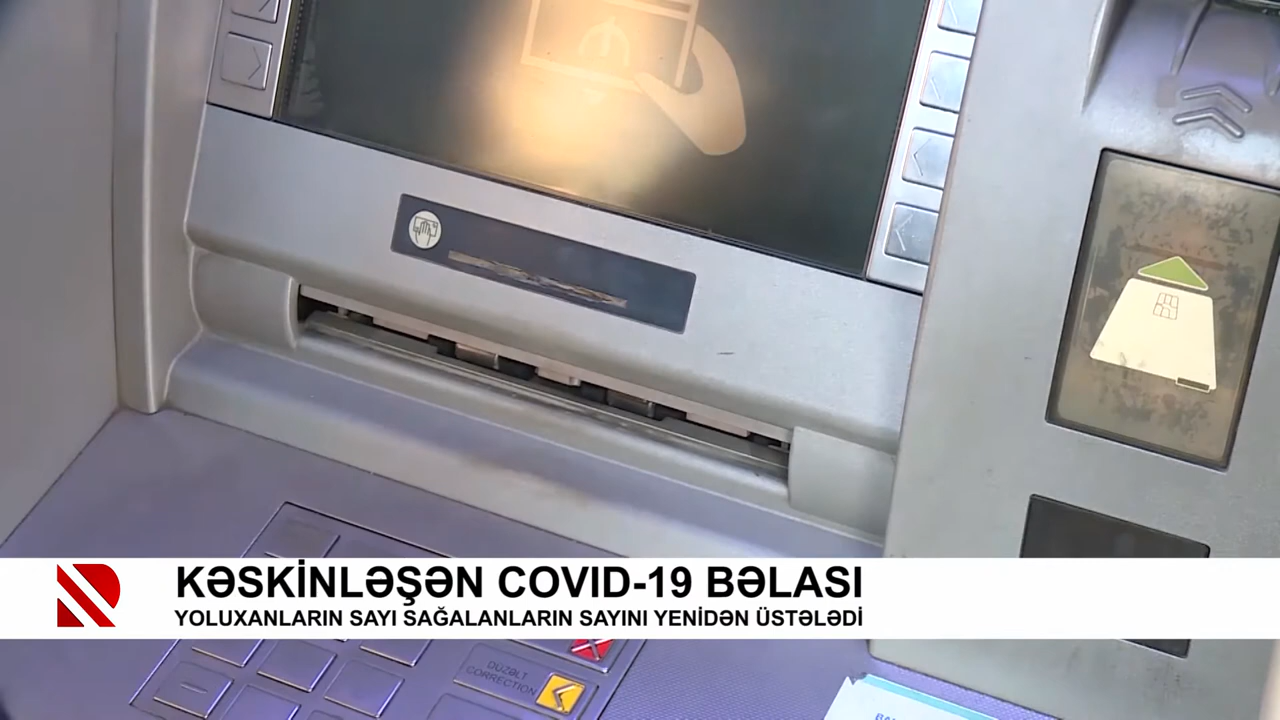 KƏSKİNLƏŞƏN COVID-19 BƏLASI
YOLUXANLARIN SAYI SAĞALANLARIN SAYINI YENİDƏN ÜSTƏLƏDİ
DÜZƏLT
CORRECTION